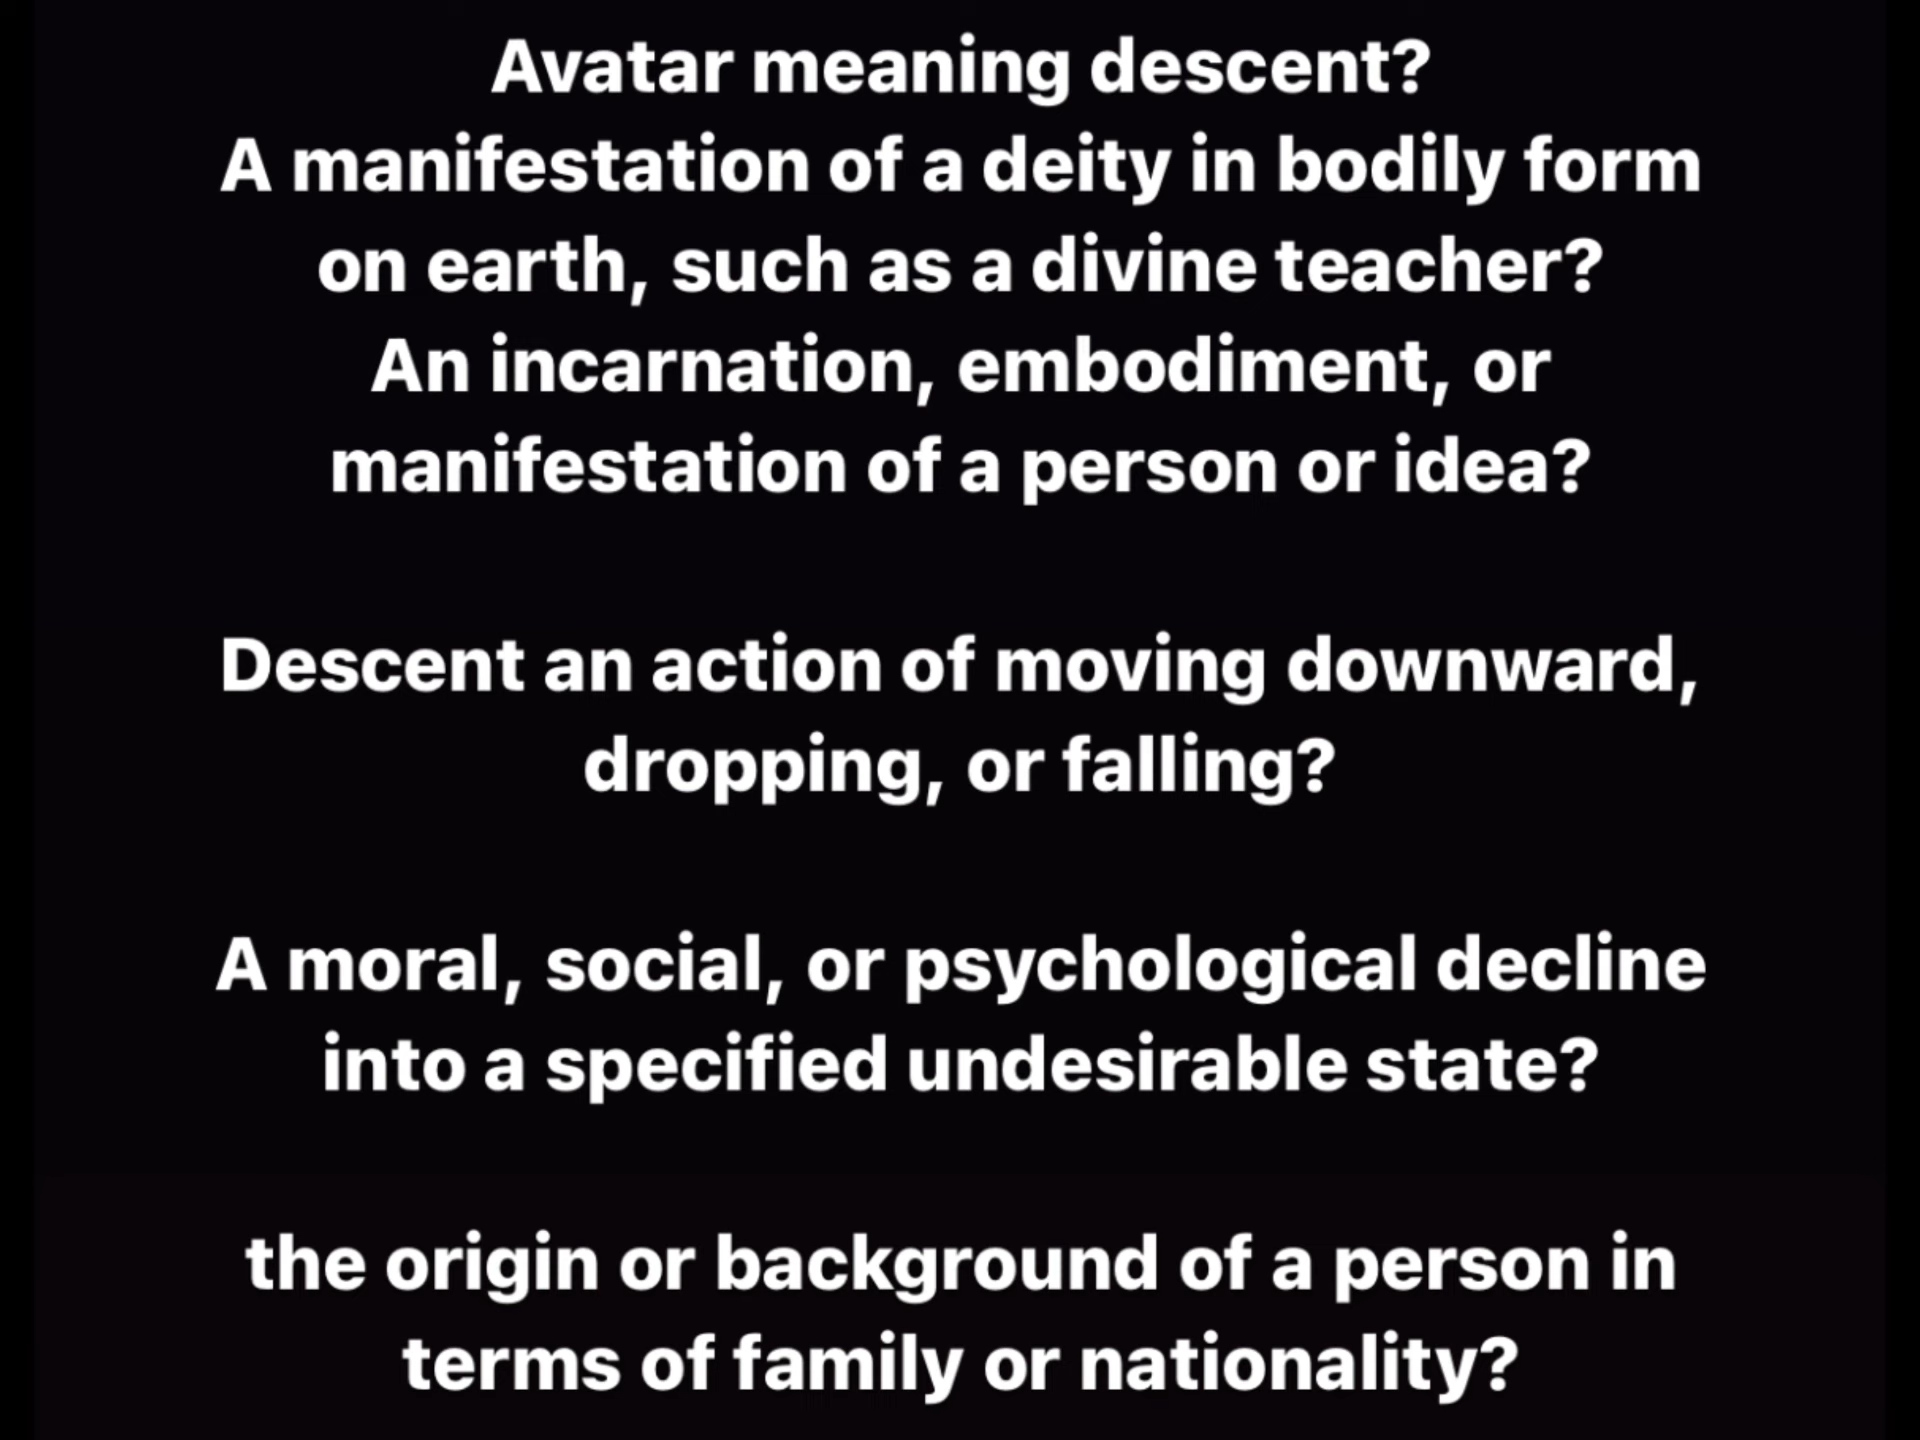 Avatar meaning descent?
A manifestation of a deity in bodily form
on earth, such as a divine teacher?
An incarnation, embodiment, or
manifestation of a person or idea?
Descent an action of moving downward,
dropping, or falling?
A moral, social, or psychological decline
into a specified undesirable state?
the origin or background of a person in
terms of family or nationality?